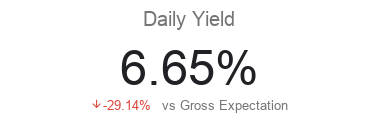 Daily Yield
6.65%
↓-29.14% vs Gross Expectation